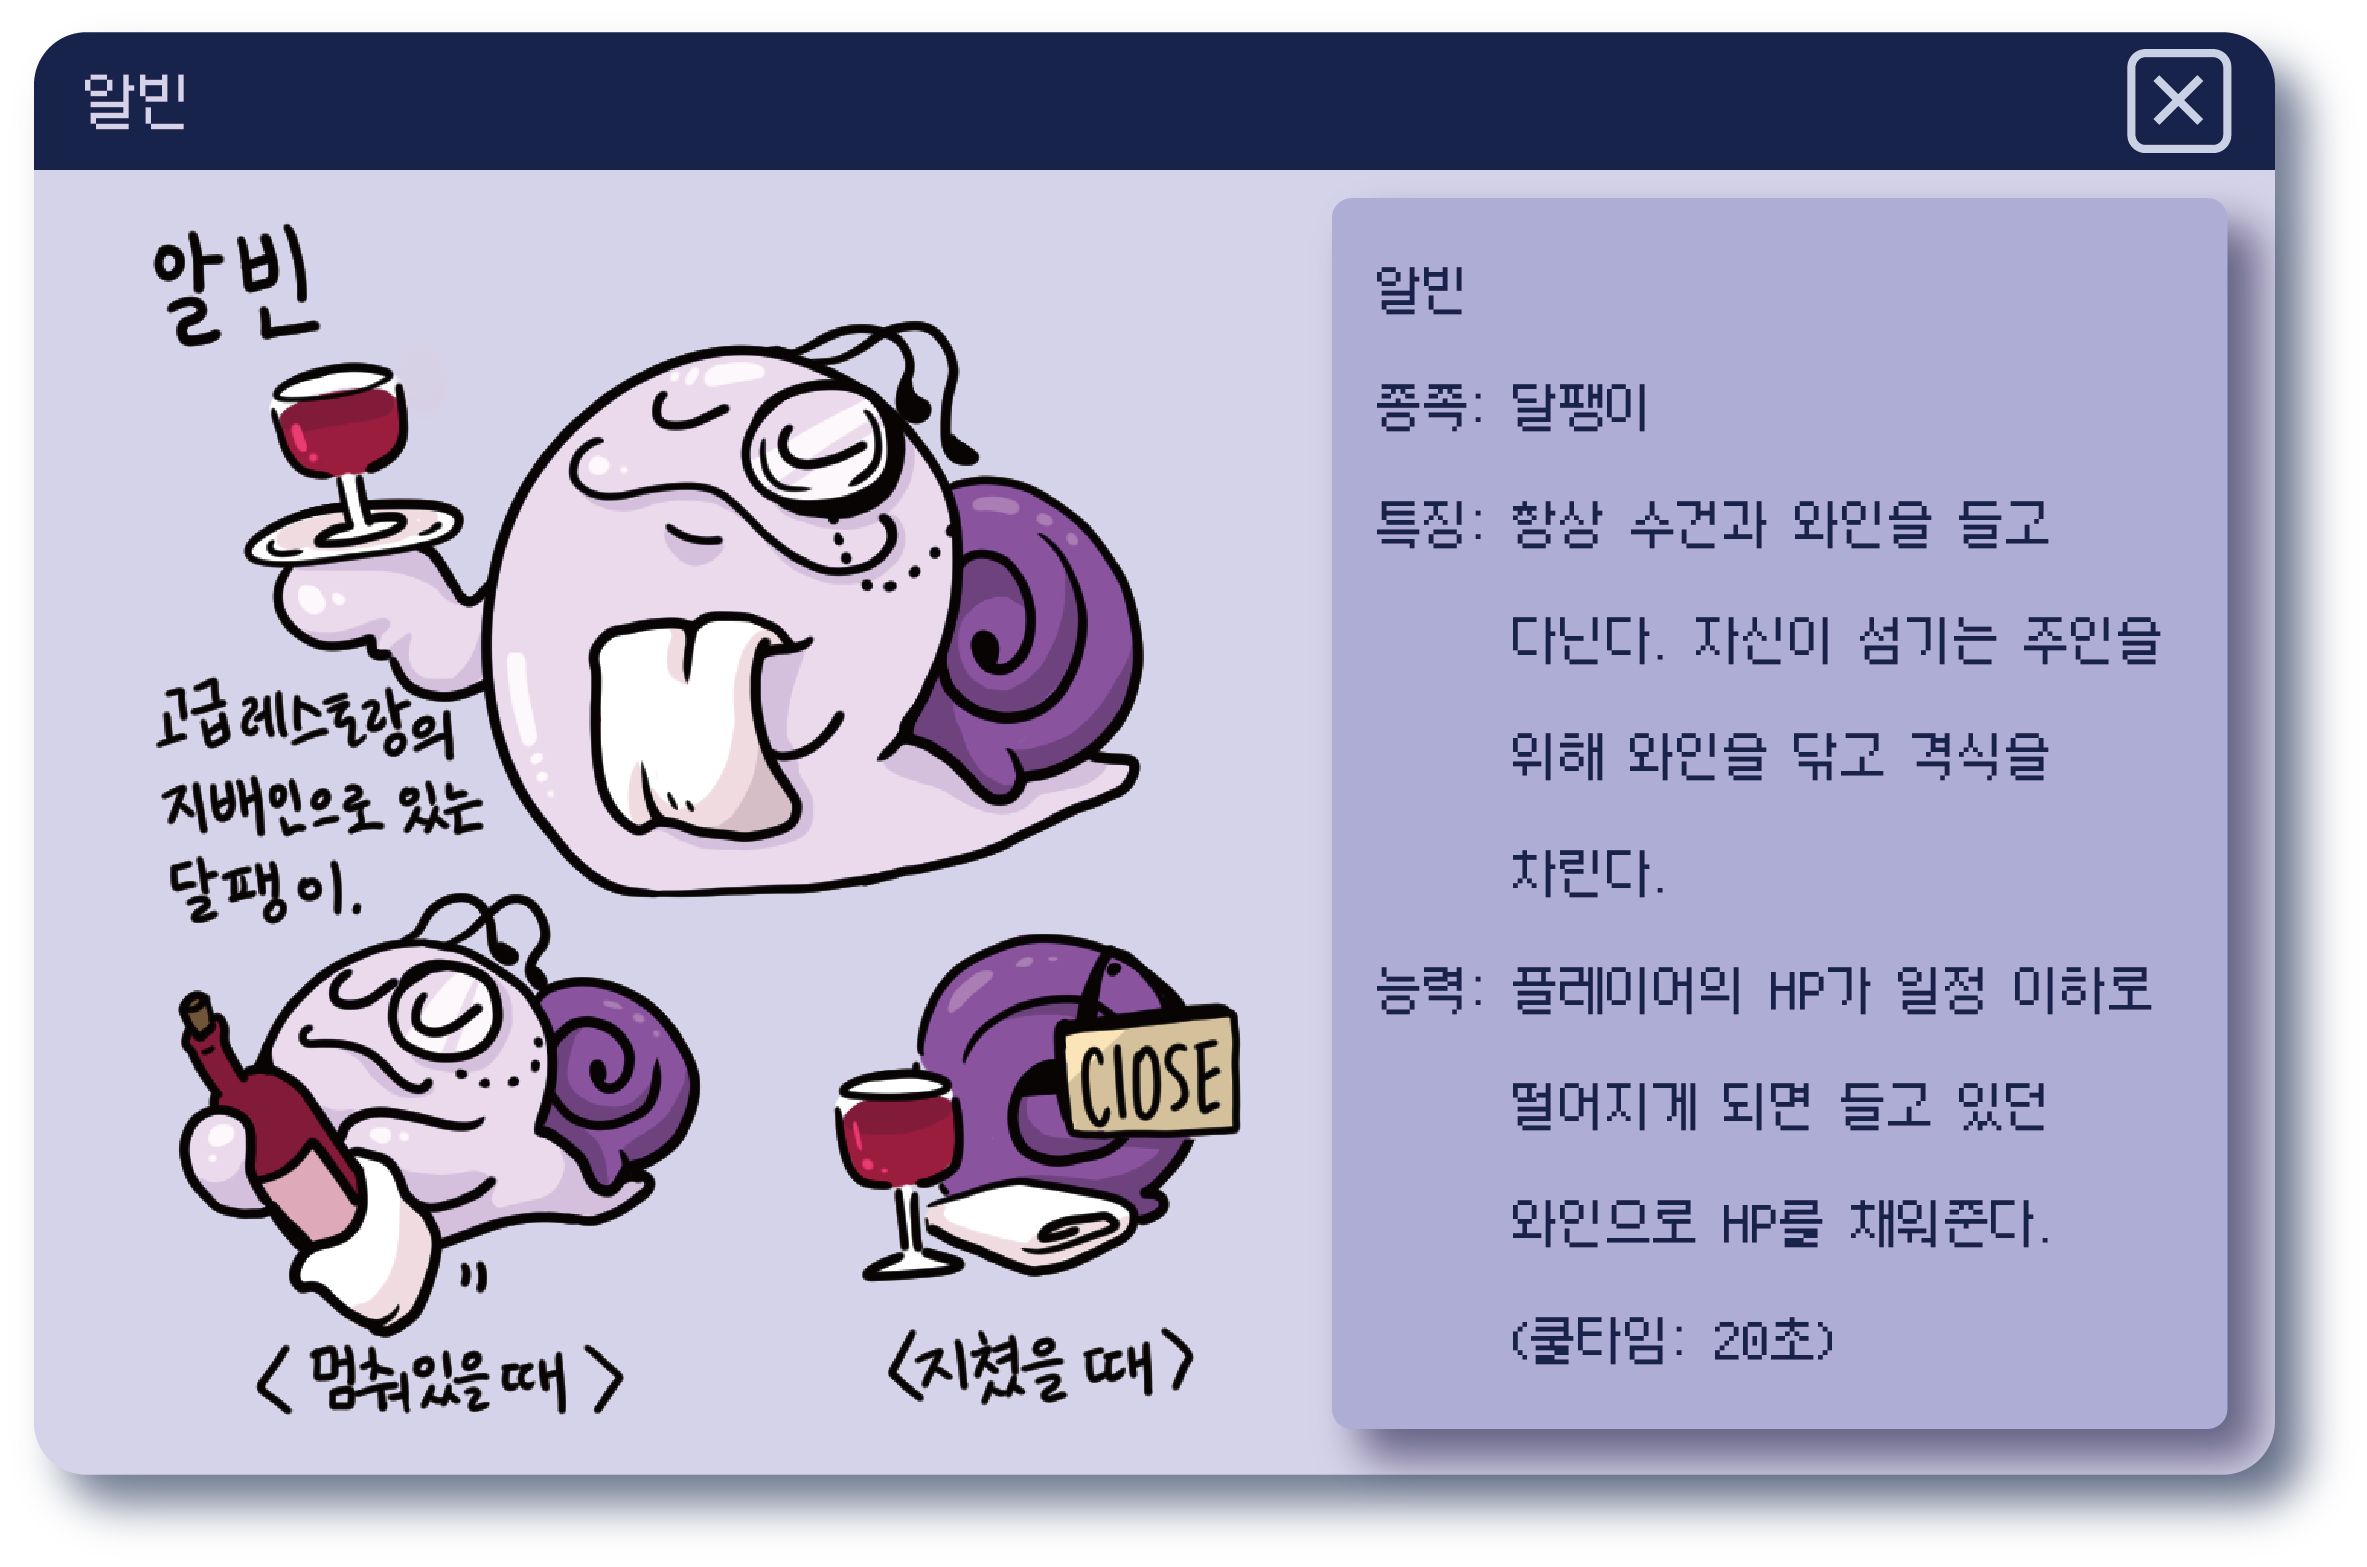 알빈
알빈
고급 레스토랑의
지배인으로 있는
달팽이.
CLOSE
< 멈춰있을 때 >
<지쳤을 때>
알빈
종족: 달팽이
특징: 항상 수건과 와인을 들고
다닌다. 자신이 섬기는 주인을
위해 와인을 닦고 격식을
차린다.
능력: 플레이어의 HP가 일정 이하로
떨어지게 되면 들고 있던
와인으로 HP를 채워준다.
(쿨타임: 20초)